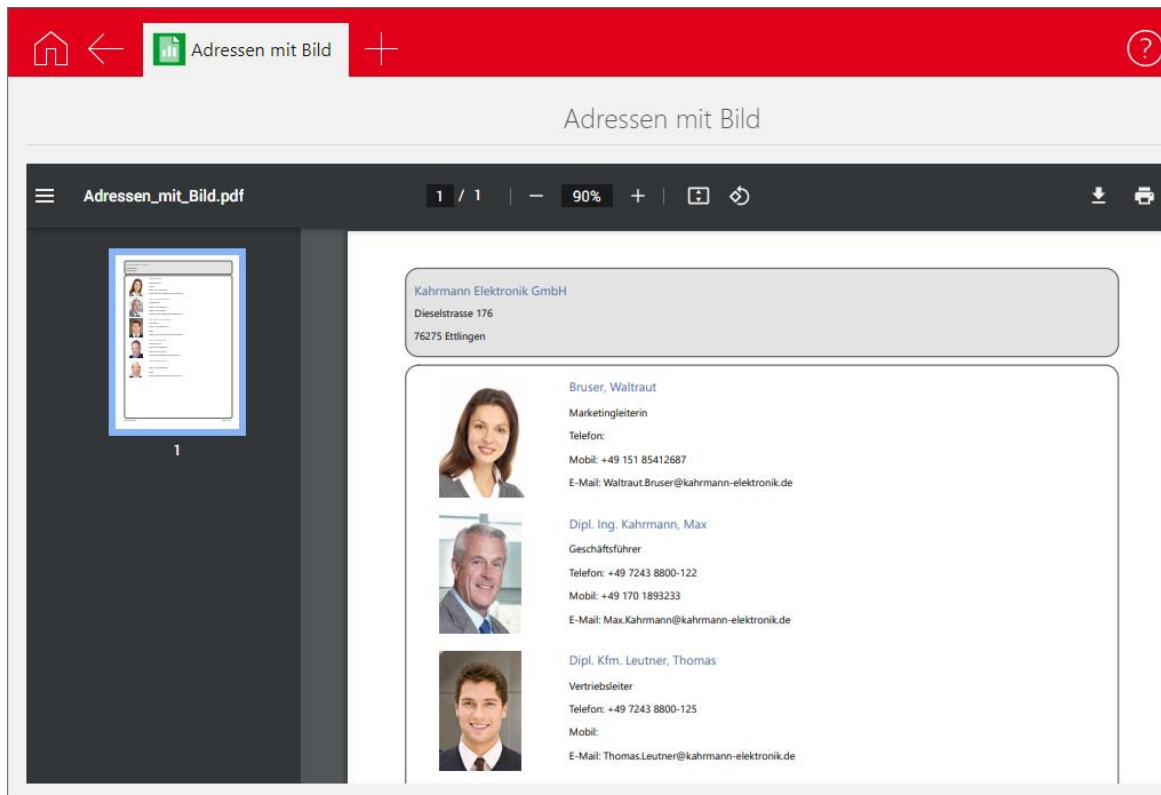 Adressen mit Bild
?
Adressen mit Bild
Adressen_mit_Bild.pdf
1 / 1
90%
1
Kahrmann Elektronik GmbH
Dieselstrasse 176
76275 Ettlingen
Bruser, Waltraut
Marketingleiterin
Telefon:
Mobil: +49 151 85412687
E-Mail: Waltraut.Bruser@kahrmann-elektronik.de
Dipl. Ing. Kahrmann, Max
Geschäftsführer
Telefon: +49 7243 8800-122
Mobil: +49 170 1893233
E-Mail: Max.Kahrmann@kahrmann-elektronik.de
Dipl. Kfm. Leutner, Thomas
Vertriebsleiter
Telefon: +49 7243 8800-125
Mobil:
E-Mail: Thomas.Leutner@kahrmann-elektronik.de